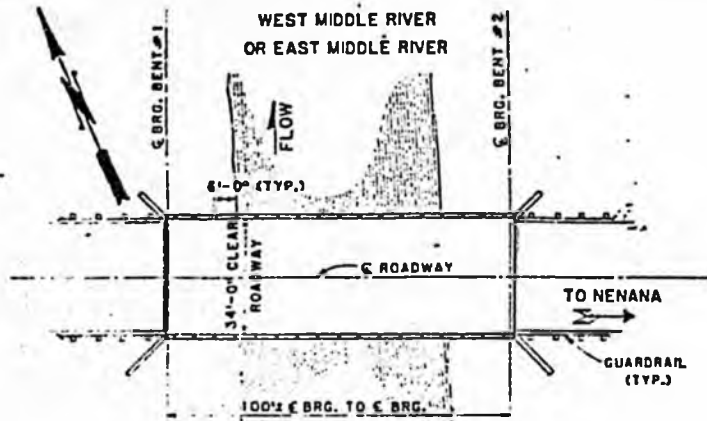 WEST MIDDLE RIVER
OR EAST MIDDLE RIVER
℄ BRG. BENT #1
℄ BRG. BENT #2
FLOW
6'-0" (TYP.)
34'-0" CLEAR
ROADWAY
℄ ROADWAY
TO NENANA
GUARDRAIL
(TYP.)
100'± ℄ BRG. TO ℄ BRG.